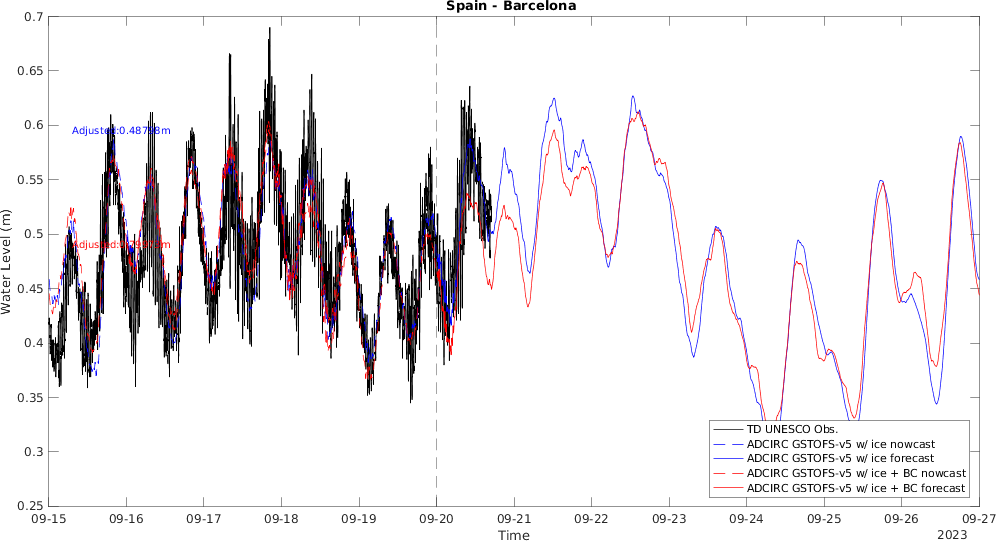 Spain - Barcelona
0.7
0.65
0.6
0.55
0.5
0.45
0.4
0.35
0.3
0.25
Water Level (m)
Adjusted:0.48798m
TD UNESCO Obs.
ADCIRC GSTOFS-v5 w/ ice nowcast
ADCIRC GSTOFS-v5 w/ ice forecast
ADCIRC GSTOFS-v5 w/ ice + BC nowcast
ADCIRC GSTOFS-v5 w/ ice + BC forecast
09-15 09-16 09-17 09-18 09-19 09-20 09-21 09-22 09-23 09-24 09-25 09-26 09-27
Time
2023